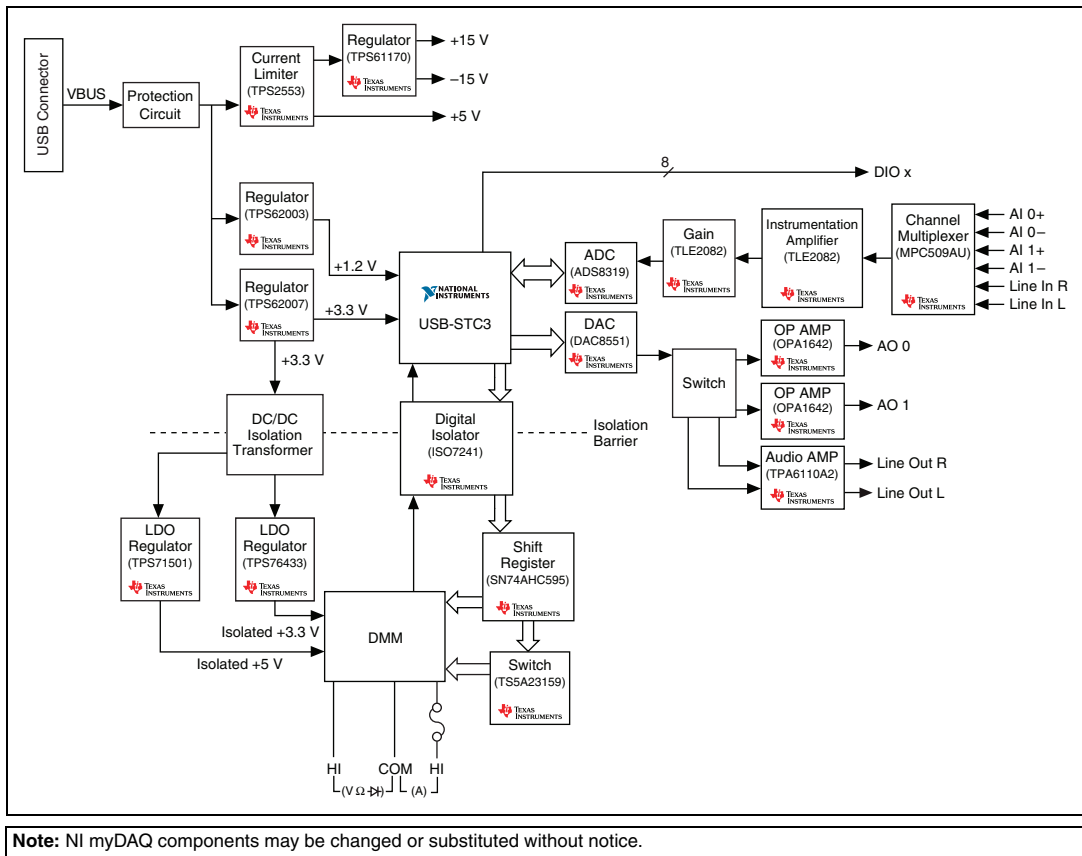 USB Connector
VBUS
Protection
Circuit
Current
Limiter
(TPS2553)
TEXAS
INSTRUMENTS
Regulator
(TPS61170)
TEXAS
INSTRUMENTS
+15 V
–15 V
+5 V
Regulator
(TPS62003)
TEXAS
INSTRUMENTS
+1.2 V
Regulator
(TPS62007)
TEXAS
INSTRUMENTS
+3.3 V
+3.3 V
NATIONAL
INSTRUMENTS
USB-STC3
8
DIO x
ADC
(ADS8319)
TEXAS
INSTRUMENTS
Gain
(TLE2082)
TEXAS
INSTRUMENTS
Instrumentation
Amplifier
(TLE2082)
TEXAS
INSTRUMENTS
Channel
Multiplexer
(MPC509AU)
TEXAS
INSTRUMENTS
AI 0+
AI 0–
AI 1+
AI 1–
Line In R
Line In L
DAC
(DAC8551)
TEXAS
INSTRUMENTS
Switch
OP AMP
(OPA1642)
TEXAS
INSTRUMENTS
AO 0
OP AMP
(OPA1642)
TEXAS
INSTRUMENTS
AO 1
Audio AMP
(TPA6110A2)
TEXAS
INSTRUMENTS
Line Out R
Line Out L
DC/DC
Isolation
Transformer
Digital
Isolator
(ISO7241)
TEXAS
INSTRUMENTS
Isolation
Barrier
LDO
Regulator
(TPS71501)
TEXAS
INSTRUMENTS
LDO
Regulator
(TPS76433)
TEXAS
INSTRUMENTS
Shift
Register
(SN74AHC595)
TEXAS
INSTRUMENTS
Isolated +3.3 V
Isolated +5 V
DMM
Switch
(TS5A23159)
TEXAS
INSTRUMENTS
HI
COM
HI
(V Ω )
(A)
Note: NI myDAQ components may be changed or substituted without notice.